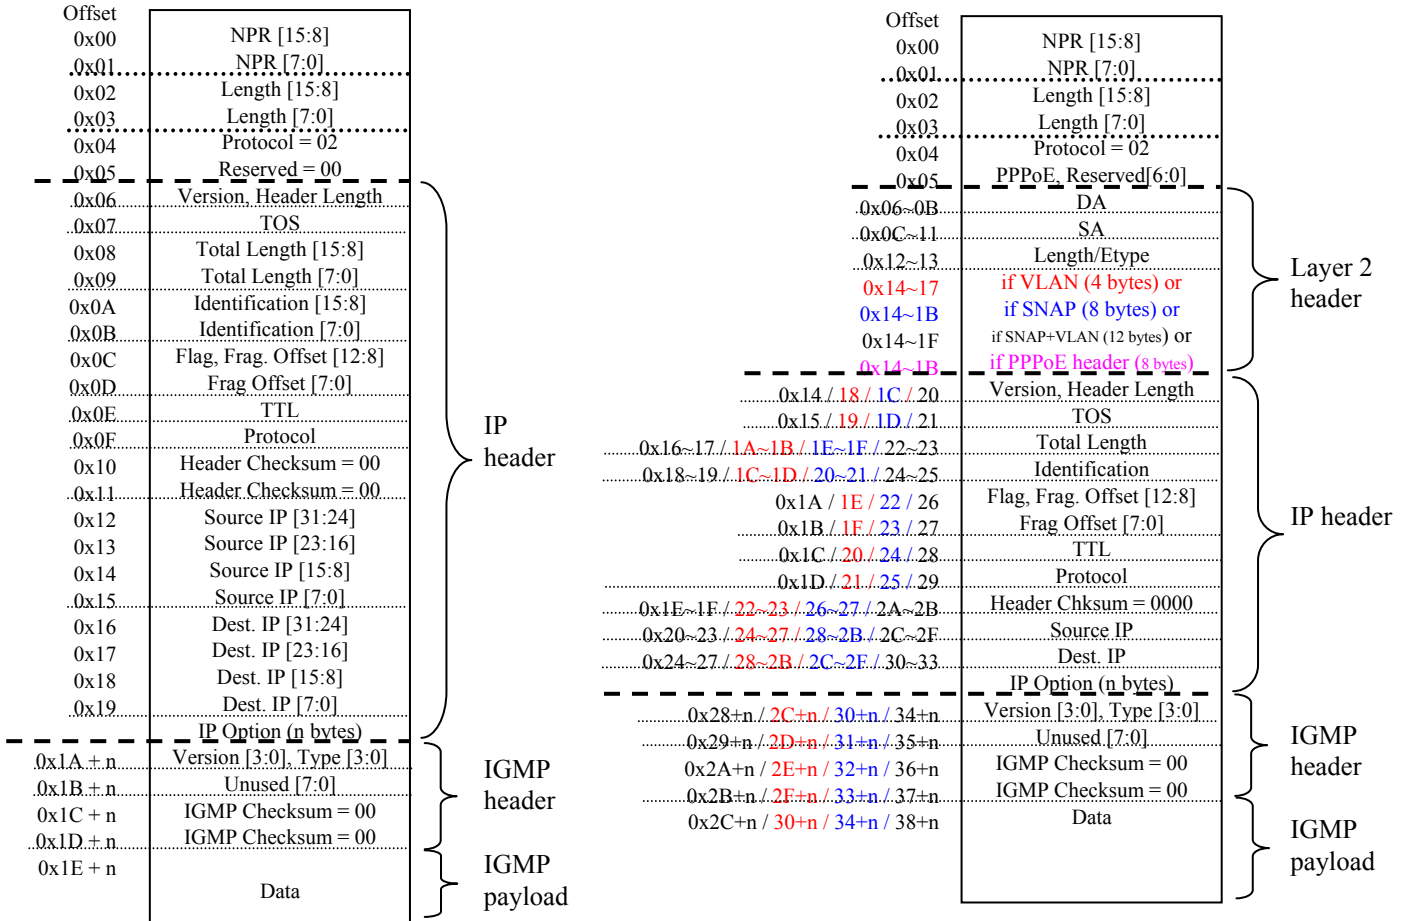 Offset
0x00 NPR [15:8]
0x01 NPR [7:0]
0x02 Length [15:8]
0x03 Length [7:0]
0x04 Protocol = 02
0x05 Reserved = 00
0x06 Version, Header Length
0x07 TOS
0x08 Total Length [15:8]
0x09 Total Length [7:0]
0x0A Identification [15:8]
0x0B Identification [7:0]
0x0C Flag, Frag. Offset [12:8]
0x0D Frag Offset [7:0]
0x0E TTL
0x0F Protocol
0x10 Header Checksum = 00
0x11 Header Checksum = 00
0x12 Source IP [31:24]
0x13 Source IP [23:16]
0x14 Source IP [15:8]
0x15 Source IP [7:0]
0x16 Dest. IP [31:24]
0x17 Dest. IP [23:16]
0x18 Dest. IP [15:8]
0x19 Dest. IP [7:0]
IP Option (n bytes)
0x1A + n Version [3:0], Type [3:0]
0x1B + n Unused [7:0]
0x1C + n IGMP Checksum = 00
0x1D + n IGMP Checksum = 00
0x1E + n
Data
IP
header
IGMP
header
IGMP
payload
Offset
0x00 NPR [15:8]
0x01 NPR [7:0]
0x02 Length [15:8]
0x03 Length [7:0]
0x04 Protocol = 02
0x05 PPPoE, Reserved[6:0]
0x06~0B DA
0x0C~11 SA
0x12~13 Length/Etype
0x14~17 if VLAN (4 bytes) or
0x14~1B if SNAP (8 bytes) or
0x14~1F if SNAP+VLAN (12 bytes) or
0x14~1B if PPPoE header (8 bytes)
0x14 / 18 / 1C / 20 Version, Header Length
0x15 / 19 / 1D / 21 TOS
0x16~17 / 1A~1B / 1E~1F / 22~23 Total Length
0x18~19 / 1C~1D / 20~21 / 24~25 Identification
0x1A / 1E / 22 / 26 Flag, Frag. Offset [12:8]
0x1B / 1F / 23 / 27 Frag Offset [7:0]
0x1C / 20 / 24 / 28 TTL
0x1D / 21 / 25 / 29 Protocol
0x1E~1F / 22~23 / 26~27 / 2A~2B Header Chksum = 0000
0x20~23 / 24~27 / 28~2B / 2C~2F Source IP
0x24~27 / 28~2B / 2C~2F / 30~33 Dest. IP
IP Option (n bytes)
0x28+n / 2C+n / 30+n / 34+n Version [3:0], Type [3:0]
0x29+n / 2D+n / 31+n / 35+n Unused [7:0]
0x2A+n / 2E+n / 32+n / 36+n IGMP Checksum = 00
0x2B+n / 2F+n / 33+n / 37+n IGMP Checksum = 00
0x2C+n / 30+n / 34+n / 38+n Data
Layer 2
header
IP header
IGMP
header
IGMP
payload